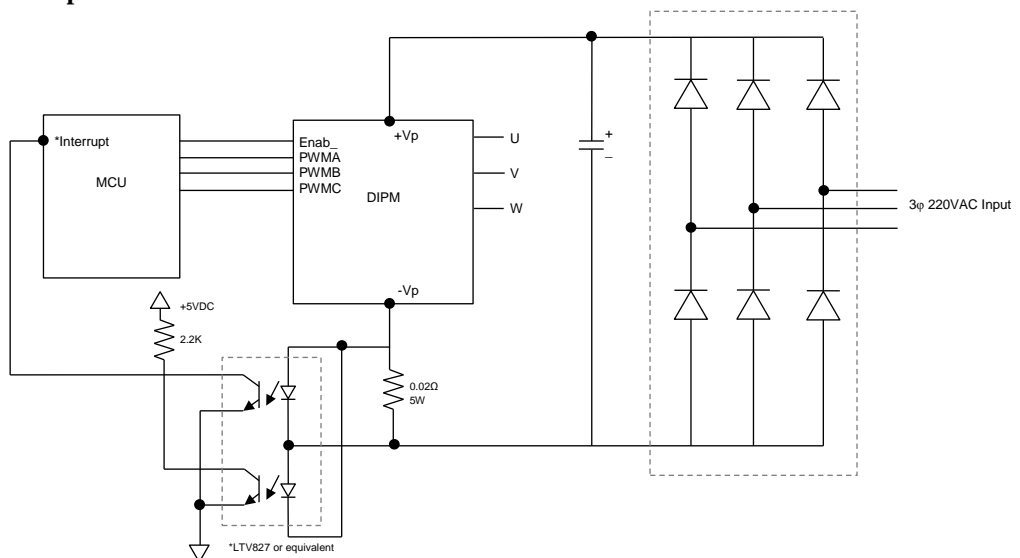 +Vp
U
*Interrupt
Enab_
PWMA
PWMB
PWMC
MCU
DIPM
V
W
+
_
3φ 220VAC Input
-Vp
+5VDC
2.2K
0.02Ω
5W
*LTV827 or equivalent